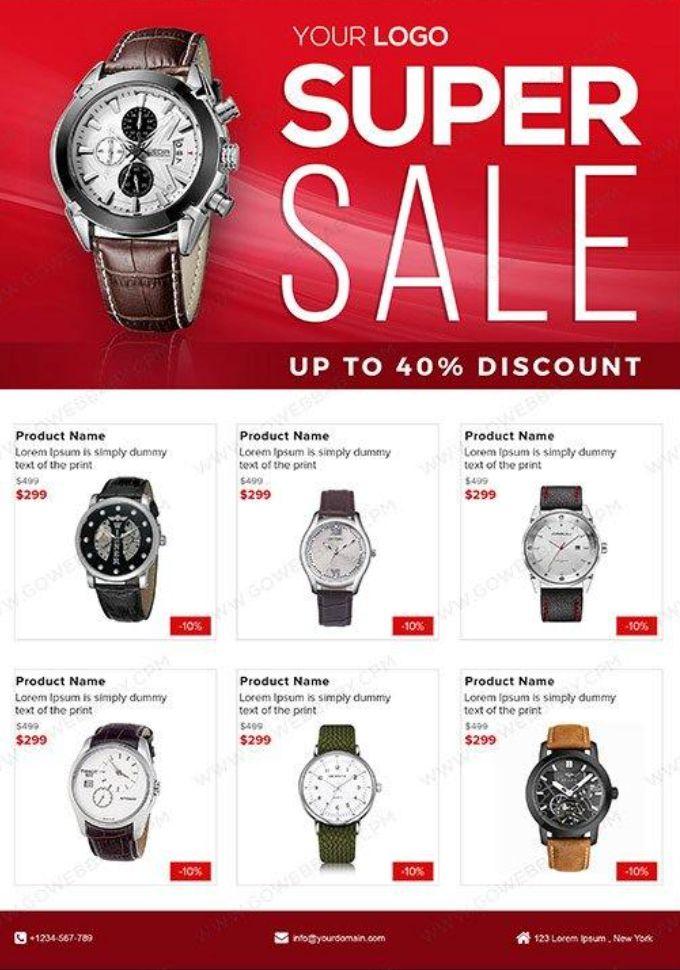 YOUR LOGO
SUPER
SALE
UP TO 40% DISCOUNT
Product Name
Lorem Ipsum is simply dummy
text of the print
$499
$299
-10%
Product Name
Lorem Ipsum is simply dummy
text of the print
$499
$299
-10%
Product Name
Lorem Ipsum is simply dummy
text of the print
$499
$299
-10%
Product Name
Lorem Ipsum is simply dummy
text of the print
$499
$299
-10%
Product Name
Lorem Ipsum is simply dummy
text of the print
$499
$299
-10%
Product Name
Lorem Ipsum is simply dummy
text of the print
$499
$299
-10%
+1234-567-789
info@yourdomain.com
123 Lorem Ipsum , New York